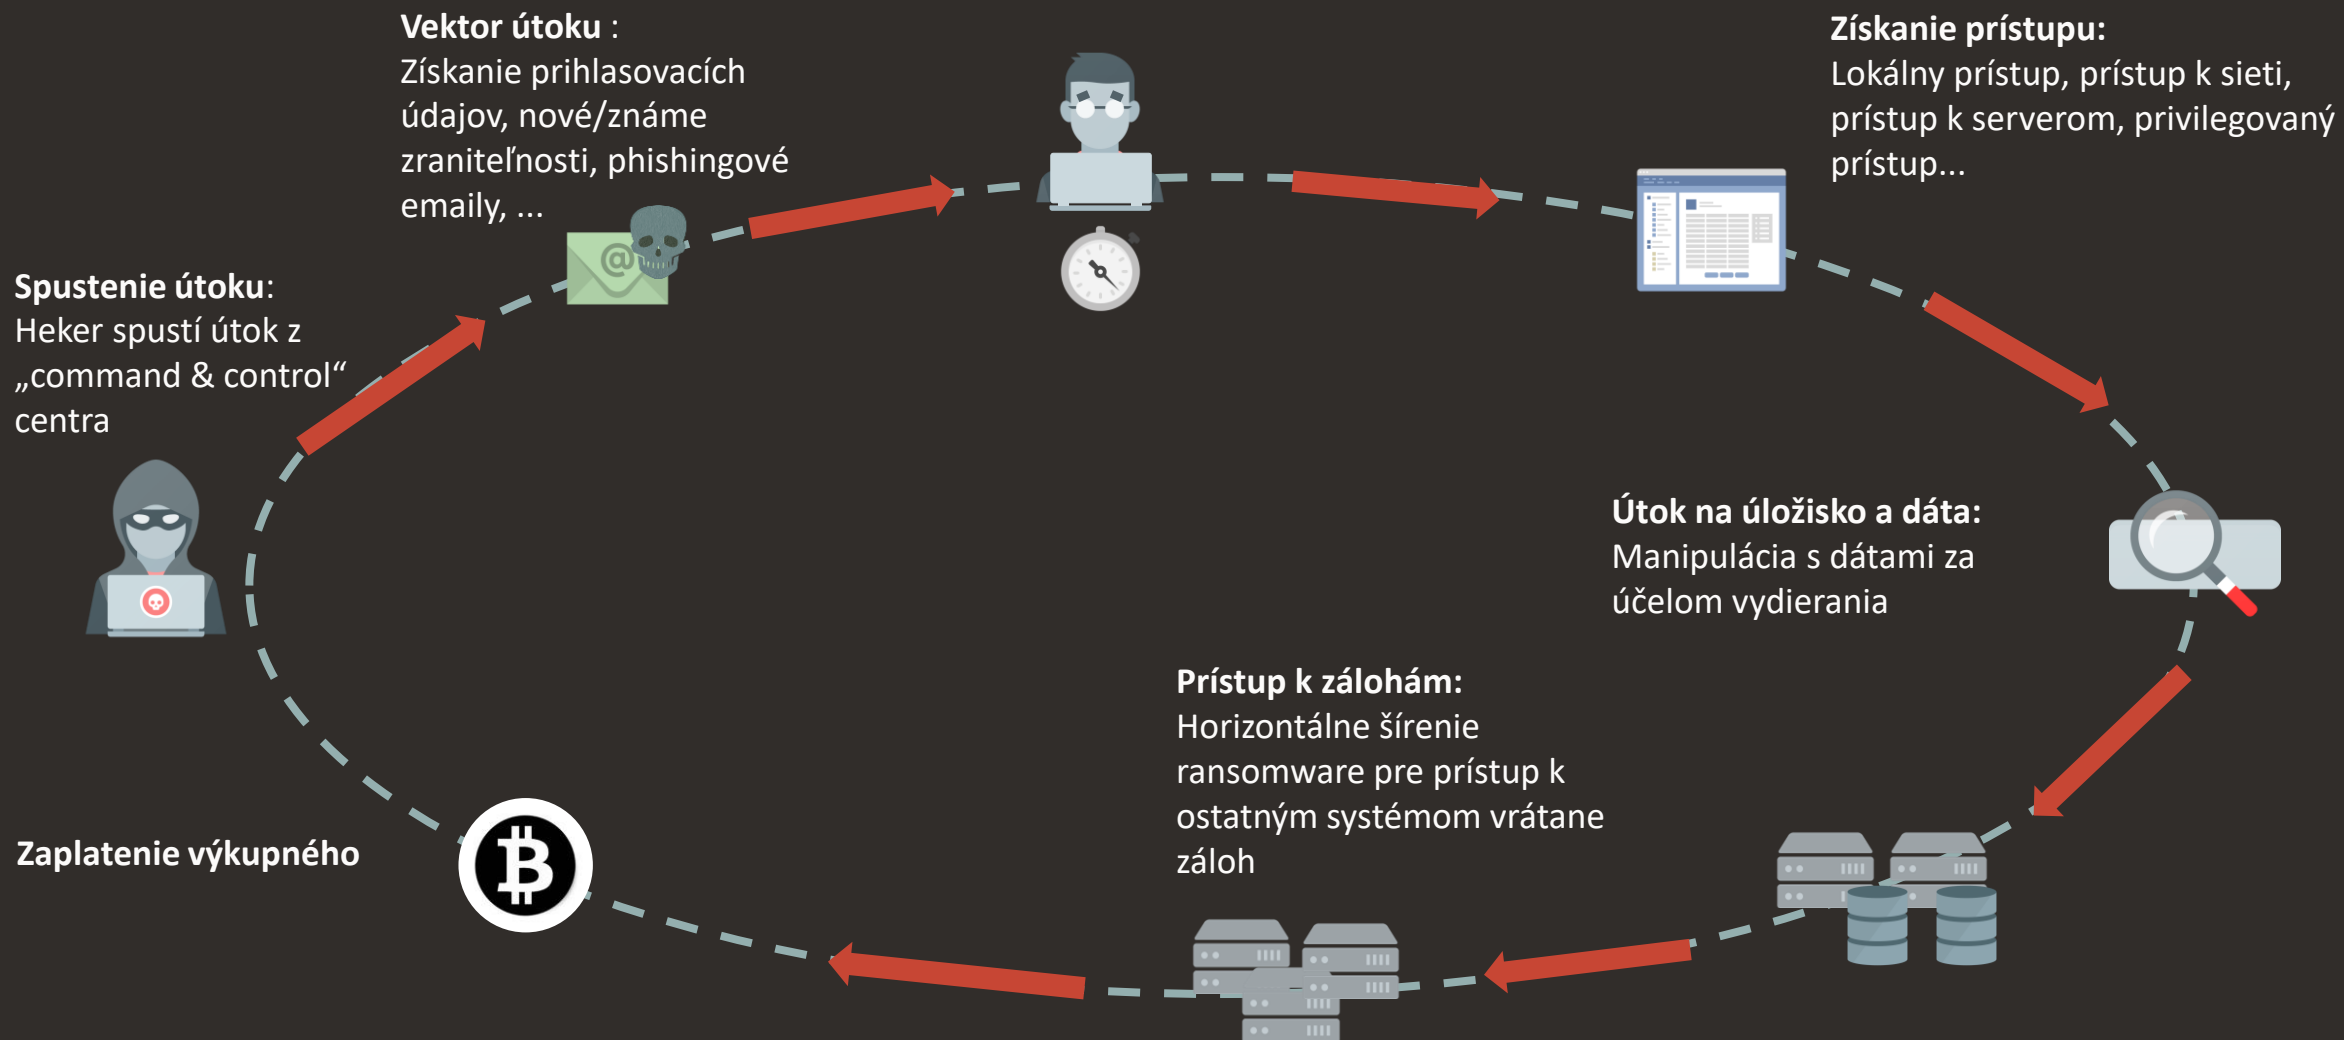 Vektor útoku :
Získanie prihlasovacích
údajov, nové/známe
zraniteľnosti, phishingové
emaily, ...
Získanie prístupu:
Lokálny prístup, prístup k sieti,
prístup k serverom, privilegovaný
prístup...
Spustenie útoku:
Heker spustí útok z
„command & control“
centra
Útok na úložisko a dáta:
Manipulácia s dátami za
účelom vydierania
Prístup k zálohám:
Horizontálne šírenie
ransomware pre prístup k
ostatným systémom vrátane
záloh
Zaplatenie výkupného